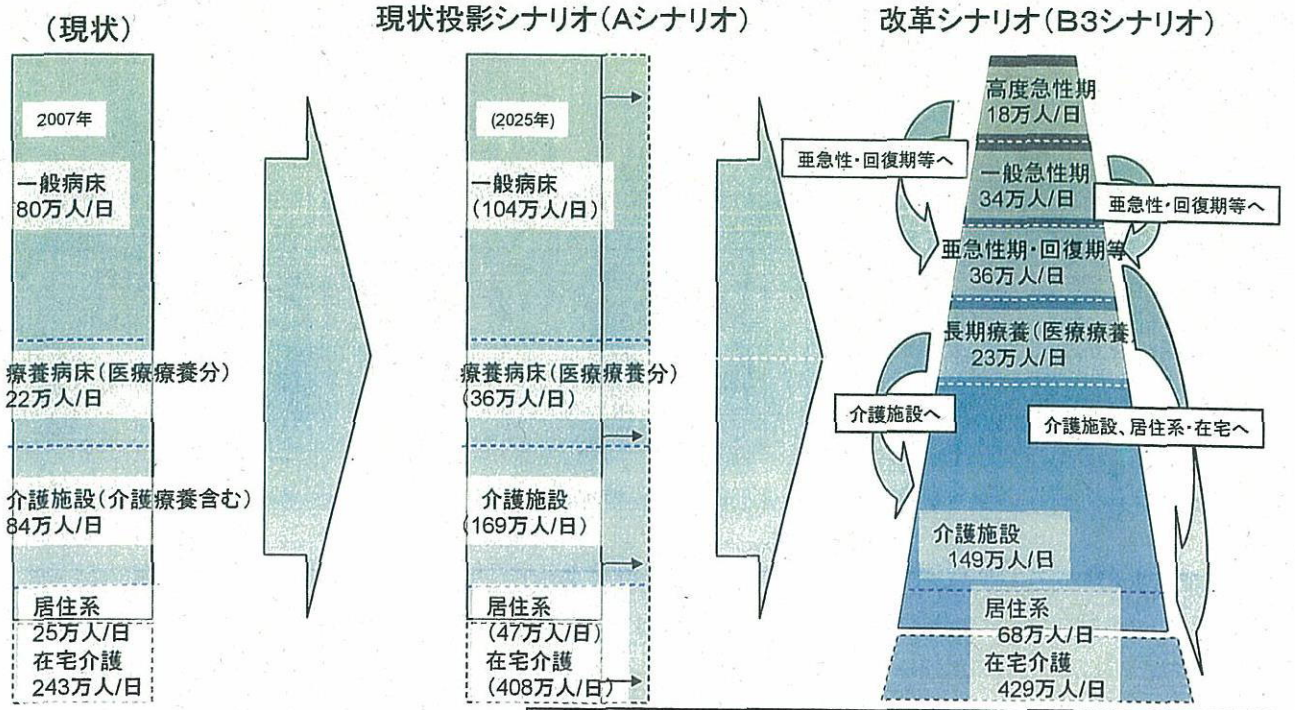 (現状)
2007年
一般病床
80万人/日
療養病床(医療療養分)
22万人/日
介護施設(介護療養含む)
84万人/日
居住系
25万人/日
在宅介護
243万人/日
現状投影シナリオ(Aシナリオ)
(2025年)
一般病床
(104万人/日)
療養病床(医療療養分)
(36万人/日)
介護施設
(169万人/日)
居住系
(47万人/日)
在宅介護
(408万人/日)
改革シナリオ(B3シナリオ)
高度急性期
18万人/日
亜急性・回復期等へ
一般急性期
34万人/日
亜急性・回復期等へ
亜急性期・回復期等
36万人/日
長期療養(医療療養)
23万人/日
介護施設へ
介護施設、居住系・在宅へ
介護施設
149万人/日
居住系
68万人/日
在宅介護
429万人/日